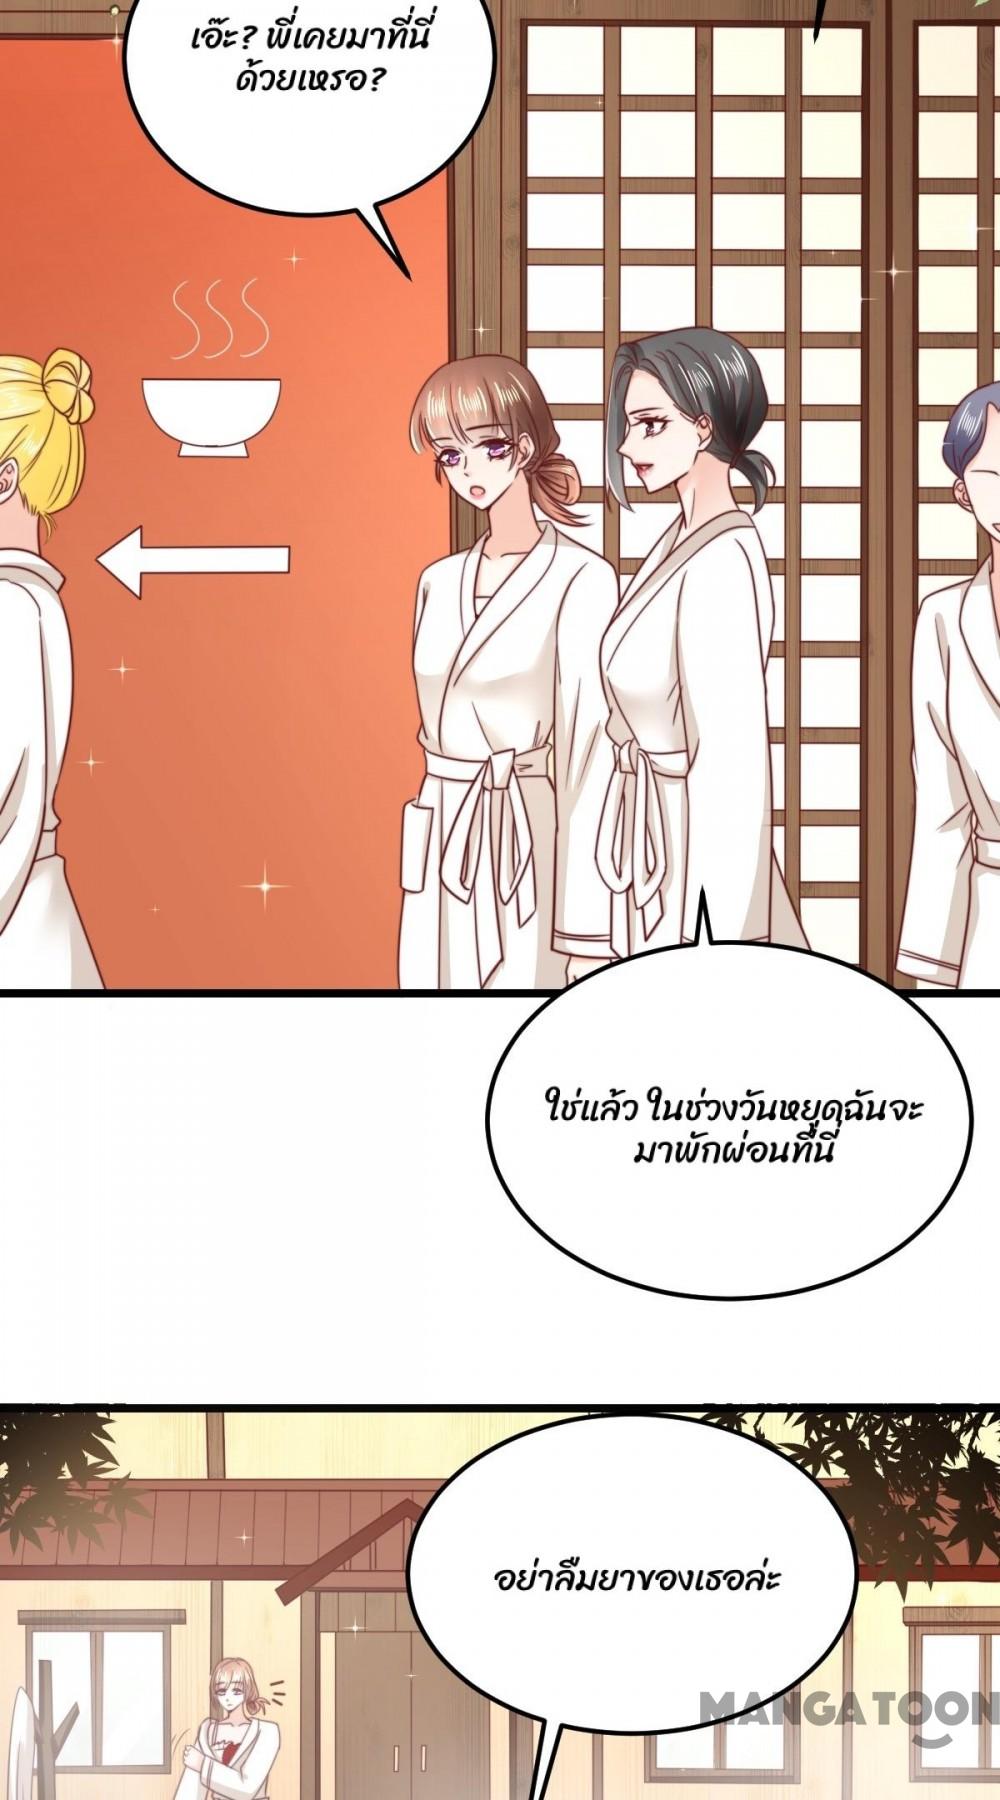 เอ๊ะ? พี่เคยมาที่นี่
ด้วยเหรอ?
ใช่แล้ว ในช่วงวันหยุดฉันจะ
มาพักผ่อนที่นี่
อย่าลืมยาของเธอล่ะ
MANGATOON